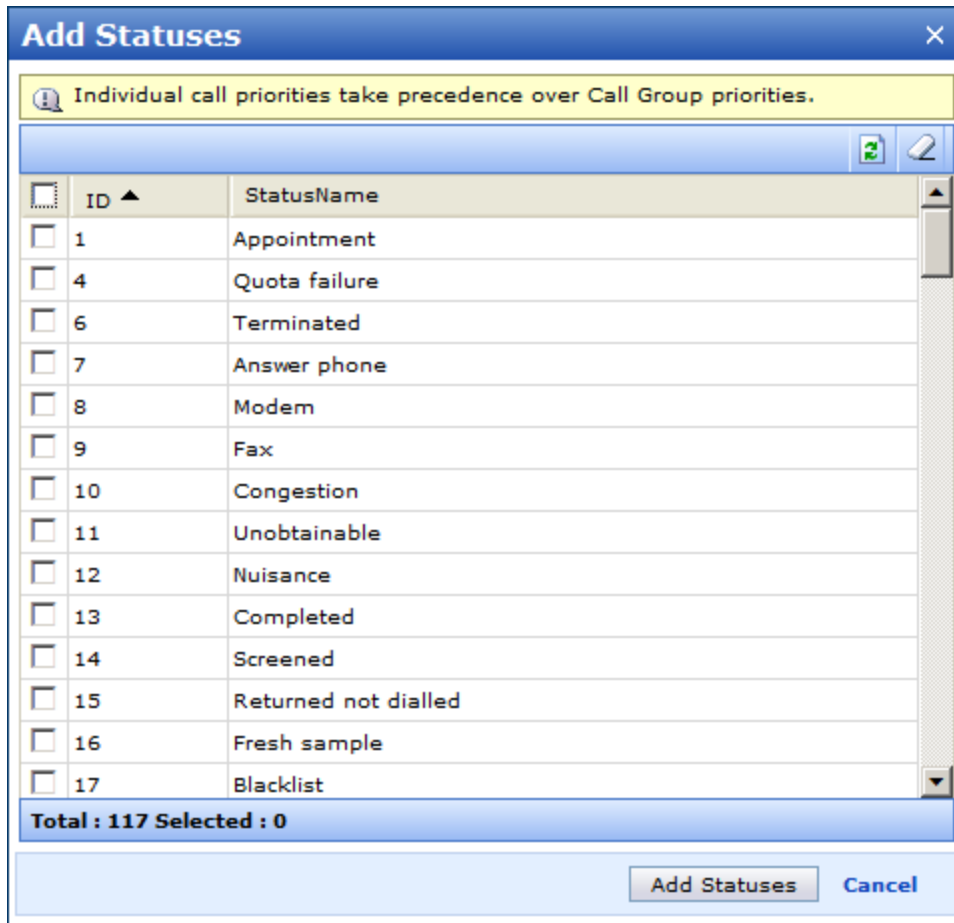 Add Statuses
Individual call priorities take precedence over Call Group priorities.
ID StatusName
1 Appointment
4 Quota failure
6 Terminated
7 Answer phone
8 Modem
9 Fax
10 Congestion
11 Unobtainable
12 Nuisance
13 Completed
14 Screened
15 Returned not dialled
16 Fresh sample
17 Blacklist
Total : 117 Selected : 0
Add Statuses Cancel